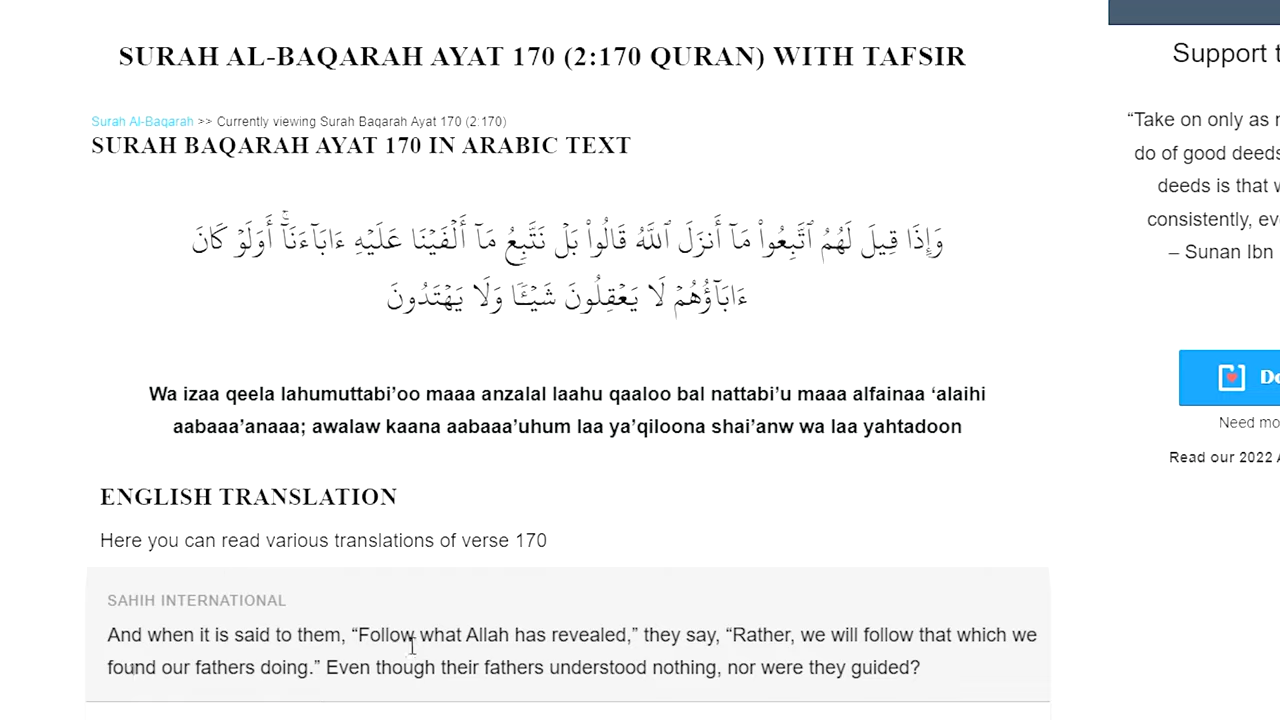 SURAH AL-BAQARAH AYAT 170 (2:170 QURAN) WITH TAFSIR
Surah Al-Baqarah >> Currently viewing Surah Baqarah Ayat 170 (2:170)
SURAH BAQARAH AYAT 170 IN ARABIC TEXT
وَإِذَا قِيلَ لَهُمُ ٱتَّبِعُوا۟ مَآ أَنزَلَ ٱللَّهُ قَالُوا۟ بَلْ نَتَّبِعُ مَآ أَلْفَيْنَا عَلَيْهِ ءَابَآءَنَآ ۗ أَوَلَوْ كَانَ
ءَابَآؤُهُمْ لَا يَعْقِلُونَ شَيْـًٔا وَلَا يَهْتَدُونَ
Wa izaa qeela lahumuttabi’oo maaa anzalal laahu qaaloo bal nattabi’u maaa alfainaa ‘alaihi
aabaaa’anaaa; awalaw kaana aabaaa’uhum laa ya’qiloona shai’anw wa laa yahtadoon
ENGLISH TRANSLATION
Here you can read various translations of verse 170
SAHIH INTERNATIONAL
And when it is said to them, “Follow what Allah has revealed,” they say, “Rather, we will follow that which we
found our fathers doing.” Even though their fathers understood nothing, nor were they guided?
Support t
“Take on only as
do of good deeds
deeds is that
consistently, ev
– Sunan Ibn
Do
Need mo
Read our 2022